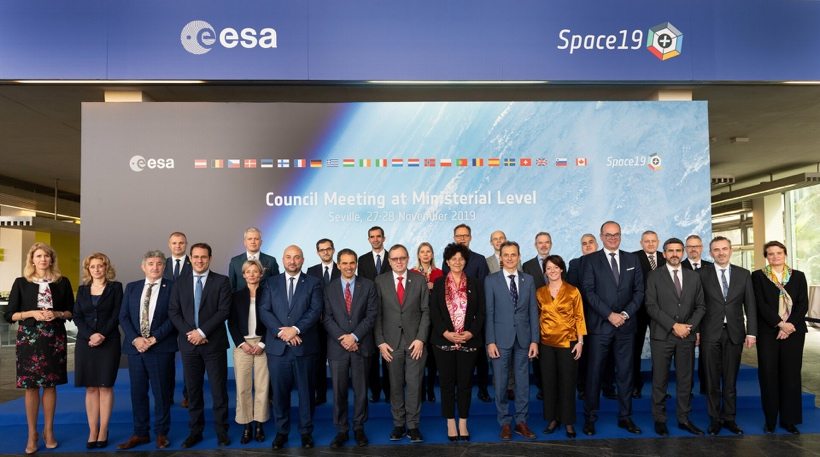 esa
Space19+
esa
Space19+
Council Meeting at Ministerial Level
Seville, 27-28 November 2019